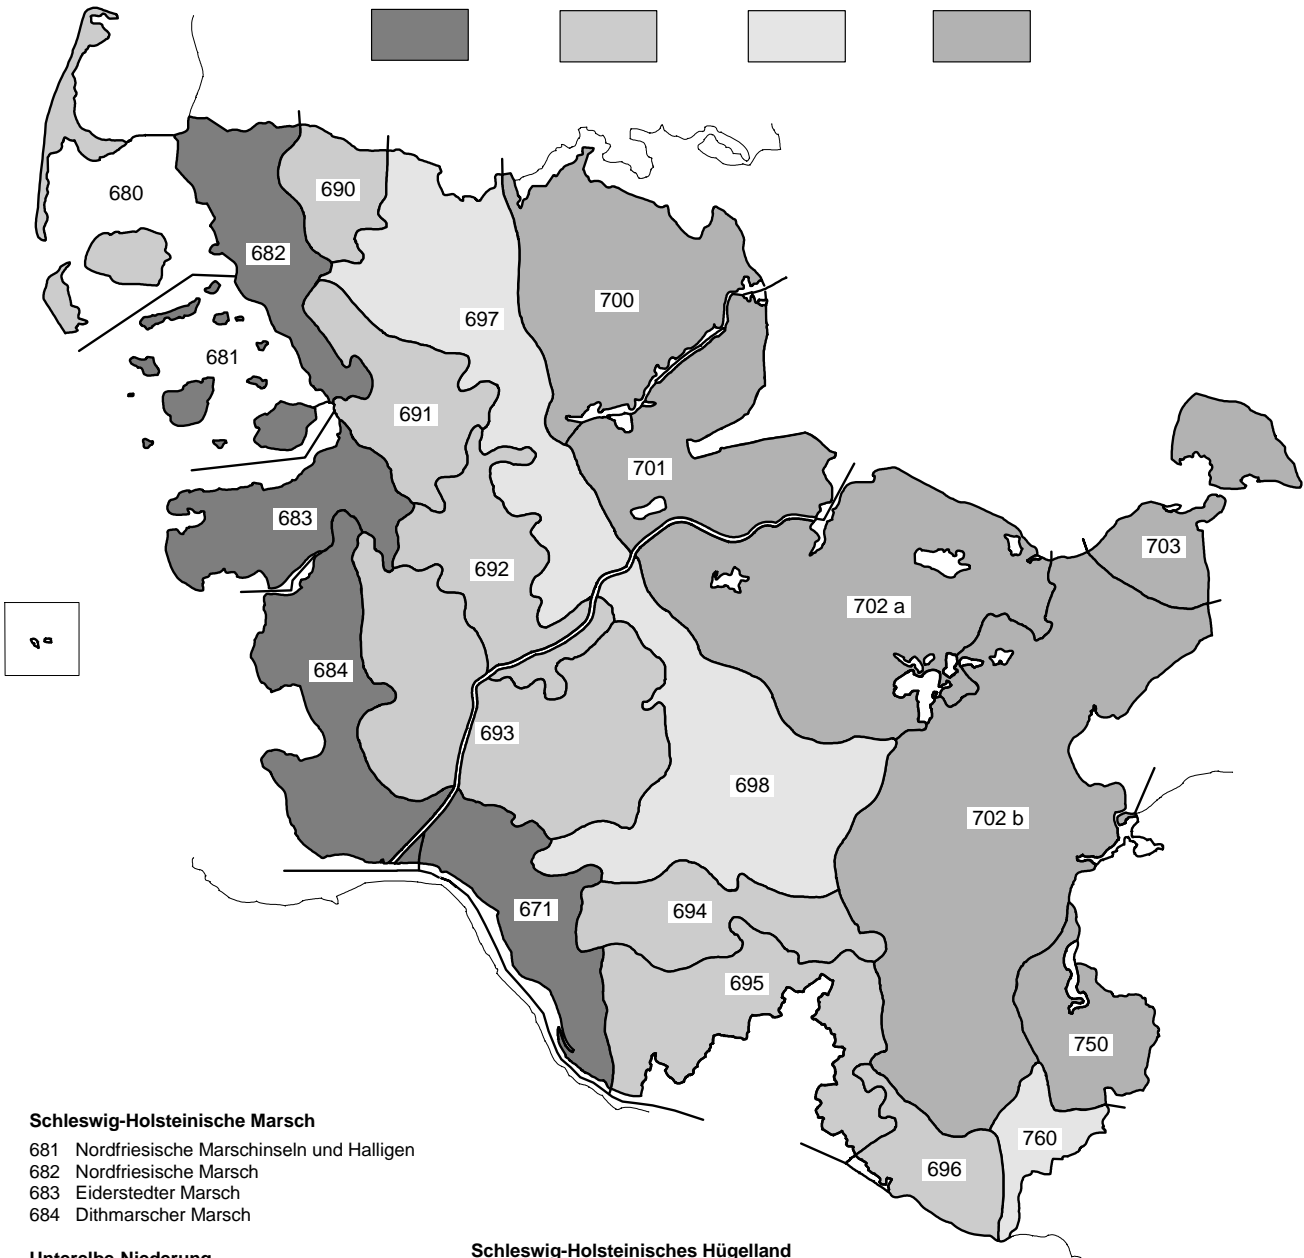 680
690
682
700
697
681
691
701
683
703
692
702 a
684
693
698
702 b
671
694
695
750
760
696
Schleswig-Holsteinische Marsch
681 Nordfriesische Marschinseln und Halligen
682 Nordfriesische Marsch
683 Eiderstedter Marsch
684 Dithmarscher Marsch
Unterelbe-Niederung
Schleswig-Holsteinisches Hügelland